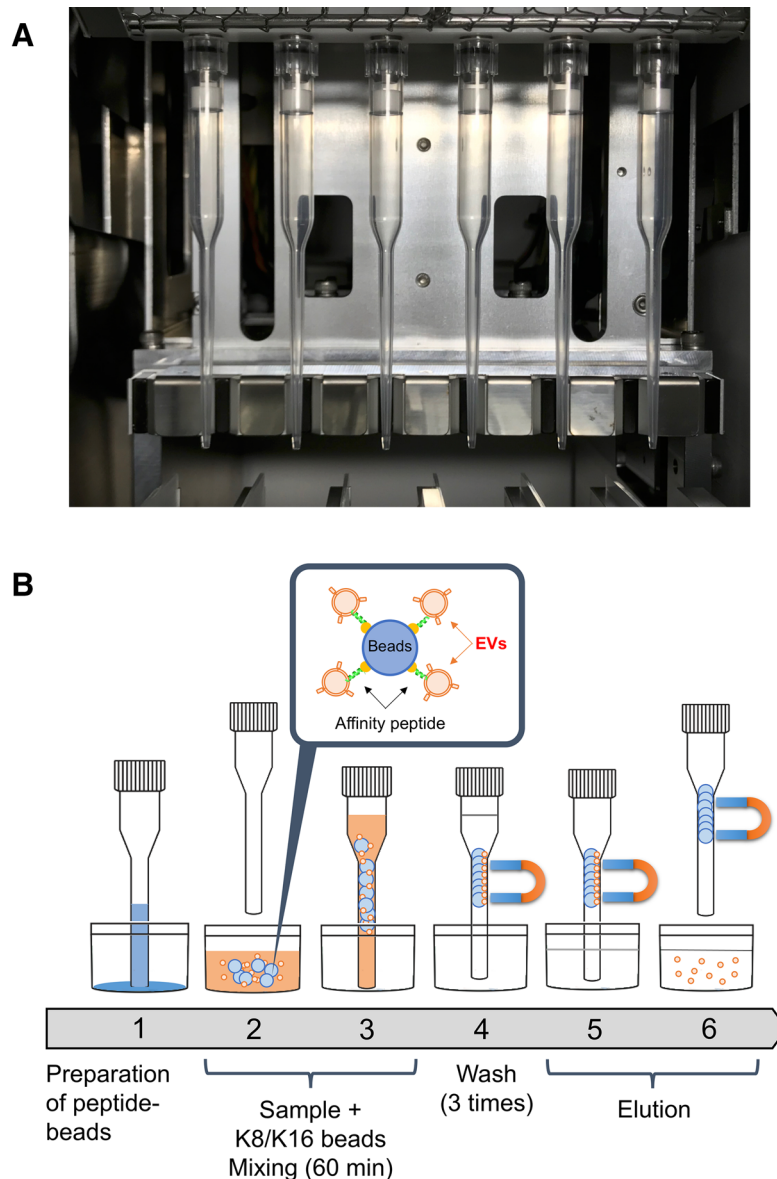 A
B
Beads
EVs
Affinity peptide
1 2 3 4 5 6
Preparation
of peptide-
beads
Sample +
K8/K16 beads
Mixing (60 min)
Wash
(3 times)
Elution